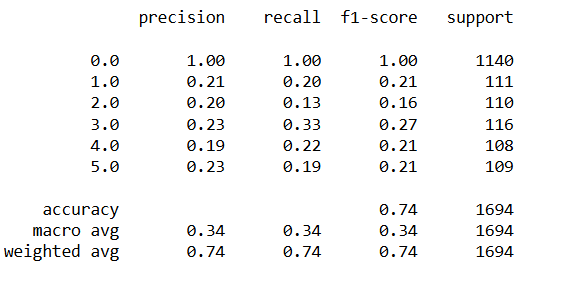 precision recall f1-score support
0.0 1.00 1.00 1.00 1140
1.0 0.21 0.20 0.21 111
2.0 0.20 0.13 0.16 110
3.0 0.23 0.33 0.27 116
4.0 0.19 0.22 0.21 108
5.0 0.23 0.19 0.21 109
accuracy 0.74 1694
macro avg 0.34 0.34 0.34 1694
weighted avg 0.74 0.74 0.74 1694